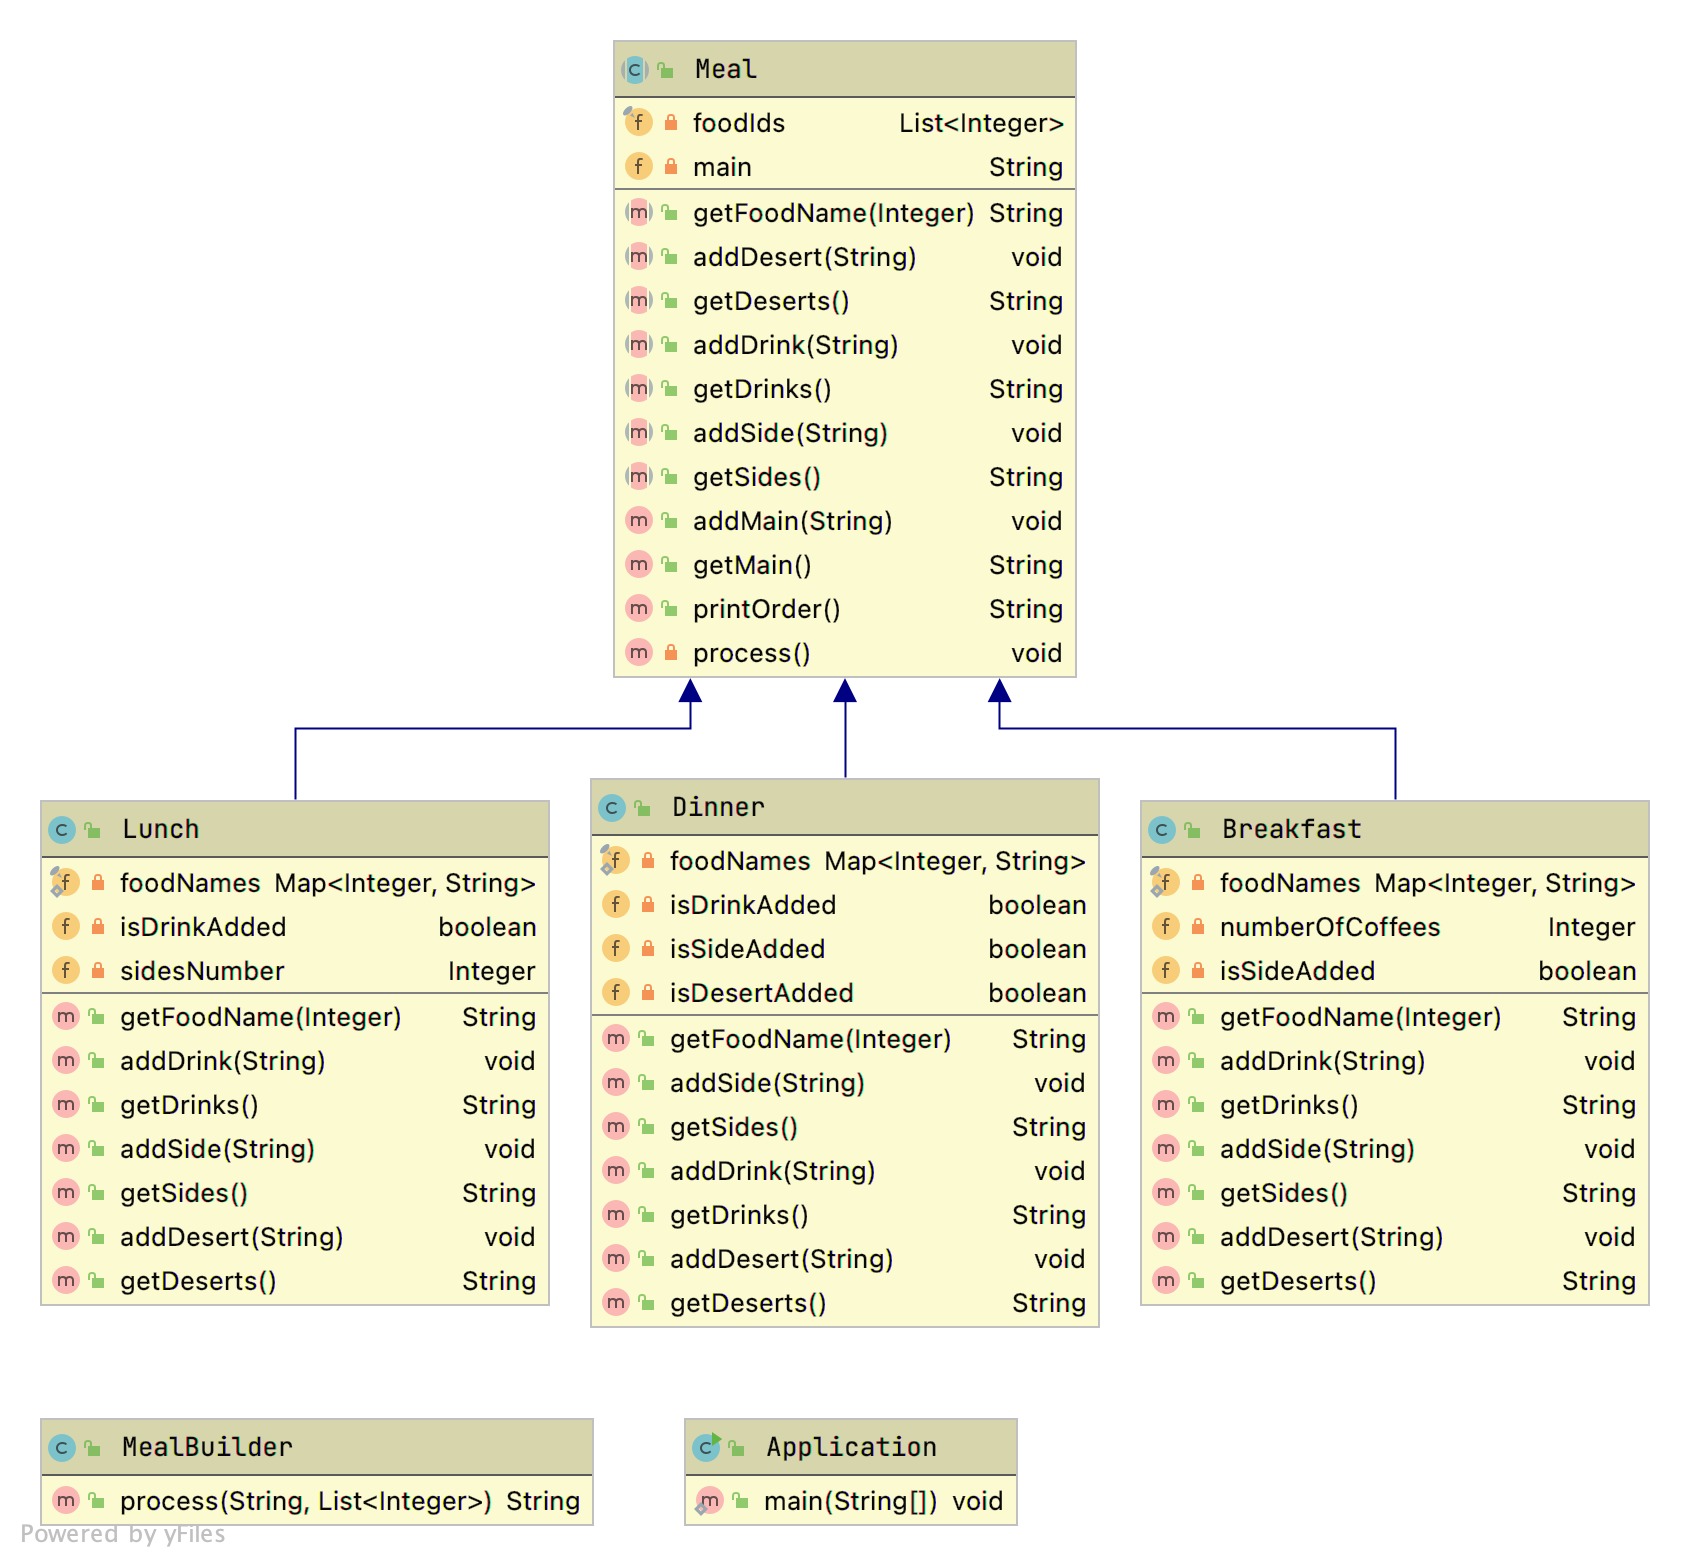 Meal
foodIds List<Integer>
main String
getFoodName(Integer) String
addDesert(String) void
getDeserts() String
addDrink(String) void
getDrinks() String
addSide(String) void
getSides() String
addMain(String) void
getMain() String
printOrder() String
process() void
Lunch
foodNames Map<Integer, String>
isDrinkAdded boolean
sidesNumber Integer
getFoodName(Integer) String
addDrink(String) void
getDrinks() String
addSide(String) void
getSides() String
addDesert(String) void
getDeserts() String
Dinner
foodNames Map<Integer, String>
isDrinkAdded boolean
isSideAdded boolean
isDesertAdded boolean
getFoodName(Integer) String
addSide(String) void
getSides() String
addDrink(String) void
getDrinks() String
addDesert(String) void
getDeserts() String
Breakfast
foodNames Map<Integer, String>
numberOfCoffees Integer
isSideAdded boolean
getFoodName(Integer) String
addDrink(String) void
getDrinks() String
addSide(String) void
getSides() String
addDesert(String) void
getDeserts() String
MealBuilder
process(String, List<Integer>) String
Application
main(String[]) void
Powered by yFiles